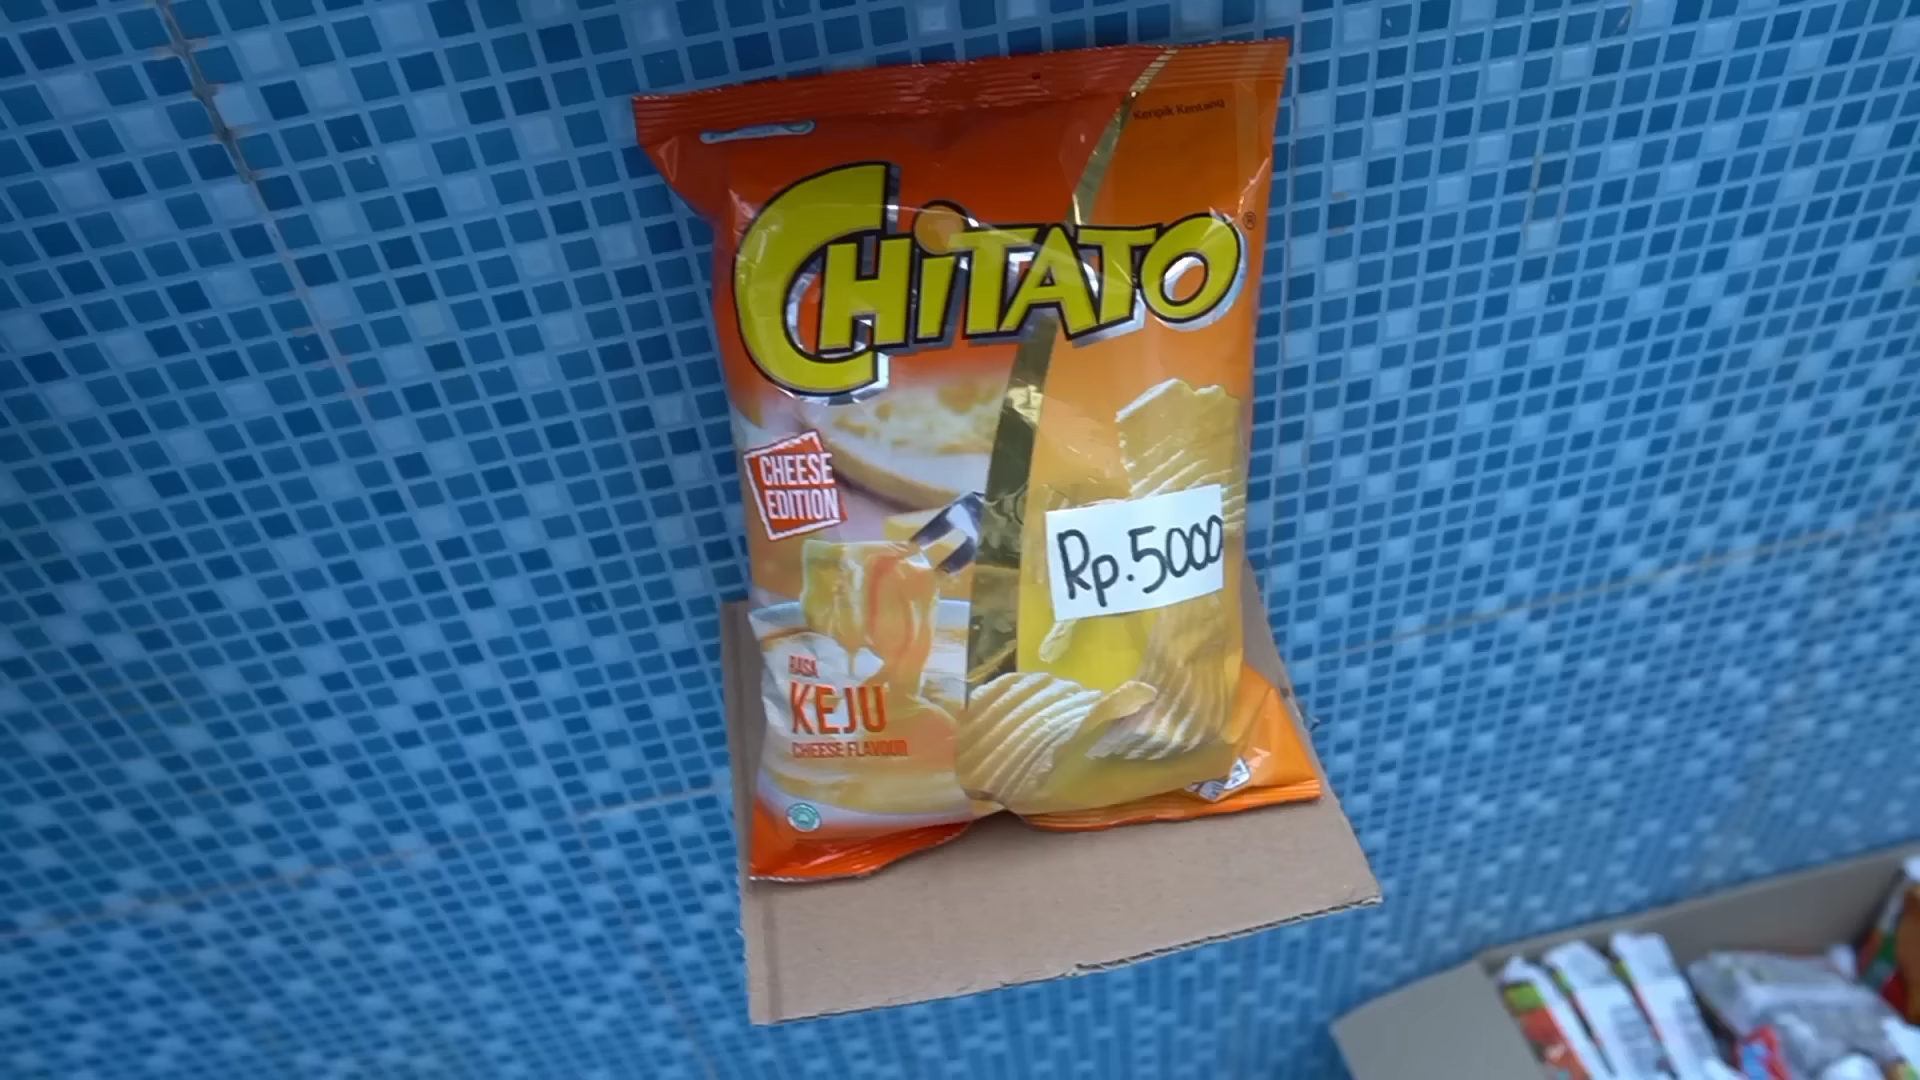 Keripik Kentang
CHiTATO®
CHEESE
EDITION
Rp.5000
RASA
KEJU
CHEESE FLAVOUR